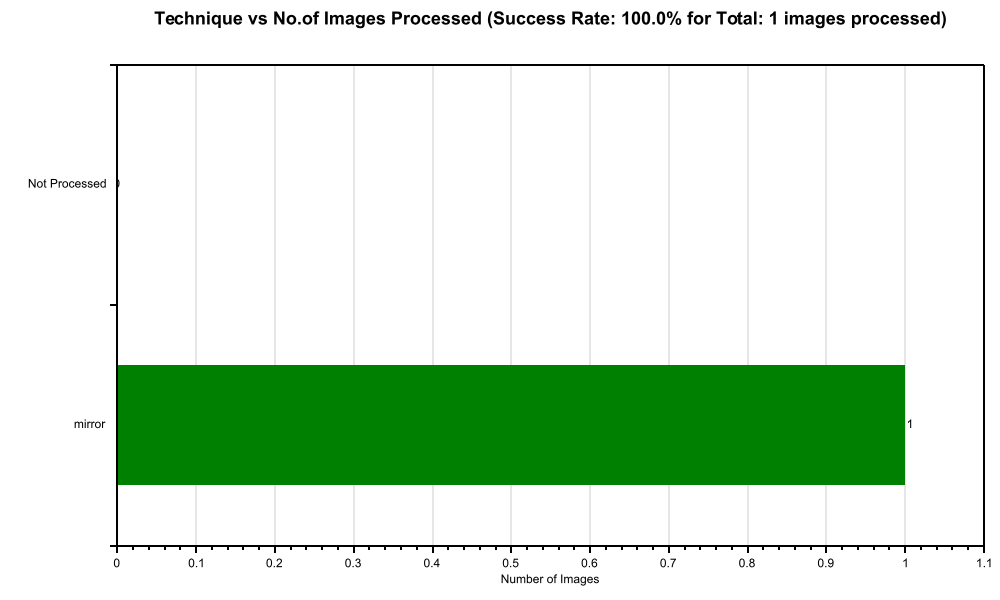 Technique vs No.of Images Processed (Success Rate: 100.0% for Total: 1 images processed)
Not Processed
mirror
1
0 0.1 0.2 0.3 0.4 0.5 0.6 0.7 0.8 0.9 1 1.1
Number of Images